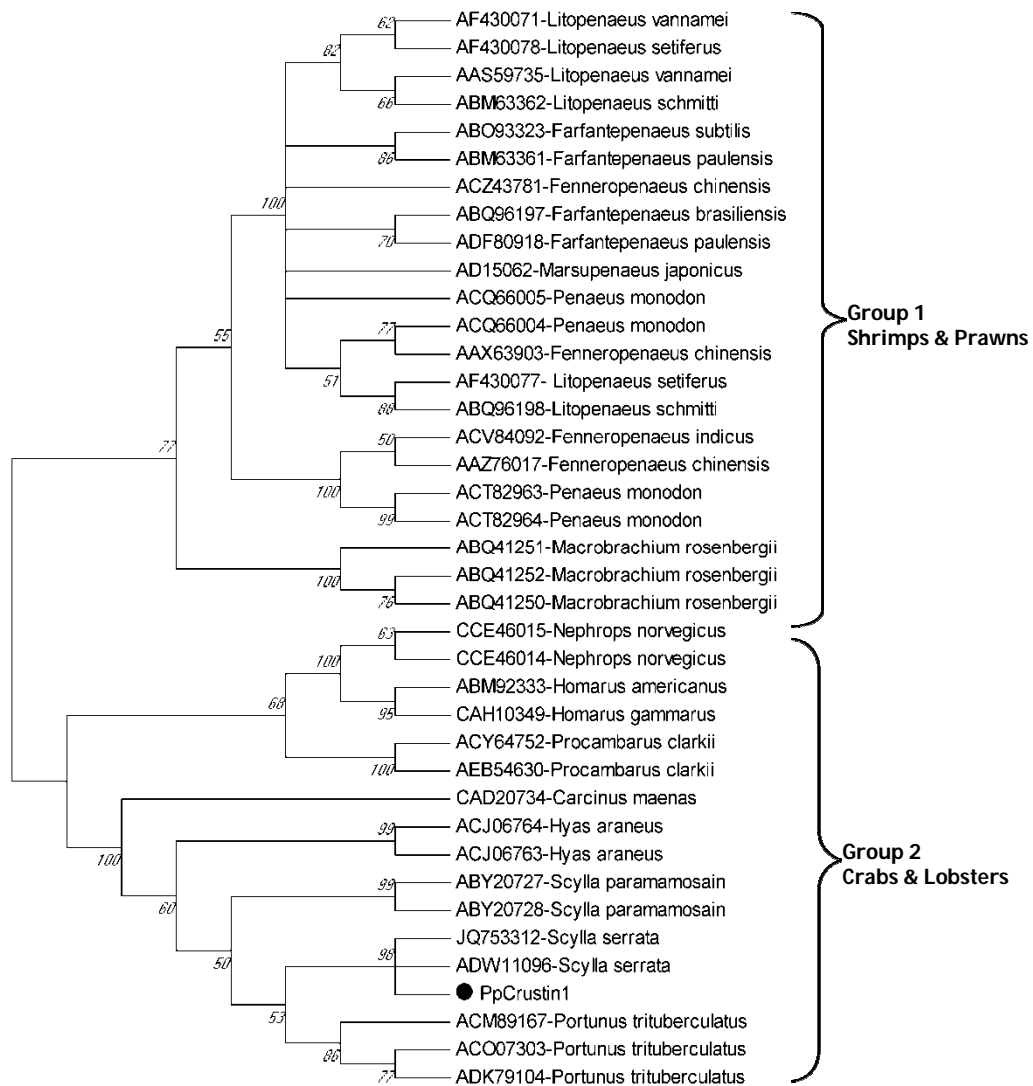 62
AF430071-Litopenaeus vannamei
82
AF430078-Litopenaeus setiferus
AAS59735-Litopenaeus vannamei
66
ABM63362-Litopenaeus schmitti
ABO93323-Farfantepenaeus subtilis
86
ABM63361-Farfantepenaeus paulensis
ACZ43781-Fenneropenaeus chinensis
100
ABQ96197-Farfantepenaeus brasiliensis
70
ADF80918-Farfantepenaeus paulensis
AD15062-Marsupenaeus japonicus
ACQ66005-Penaeus monodon
Group 1
Shrimps & Prawns
77
ACQ66004-Penaeus monodon
55
AAX63903-Fenneropenaeus chinensis
51
AF430077- Litopenaeus setiferus
88
ABQ96198-Litopenaeus schmitti
50
ACV84092-Fenneropenaeus indicus
77
AAZ76017-Fenneropenaeus chinensis
100
ACT82963-Penaeus monodon
99
ACT82964-Penaeus monodon
ABQ41251-Macrobrachium rosenbergii
100
ABQ41252-Macrobrachium rosenbergii
76
ABQ41250-Macrobrachium rosenbergii
63
CCE46015-Nephrops norvegicus
100
CCE46014-Nephrops norvegicus
ABM92333-Homarus americanus
68
95
CAH10349-Homarus gammarus
ACY64752-Procambarus clarkii
100
AEB54630-Procambarus clarkii
CAD20734-Carcinus maenas
99
ACJ06764-Hyas araneus
100
ACJ06763-Hyas araneus
Group 2
Crabs & Lobsters
99
ABY20727-Scylla paramamosain
60
ABY20728-Scylla paramamosain
JQ753312-Scylla serrata
98
50
ADW11096-Scylla serrata
PpCrustin1
53
ACM89167-Portunus trituberculatus
86
ACO07303-Portunus trituberculatus
77
ADK79104-Portunus trituberculatus